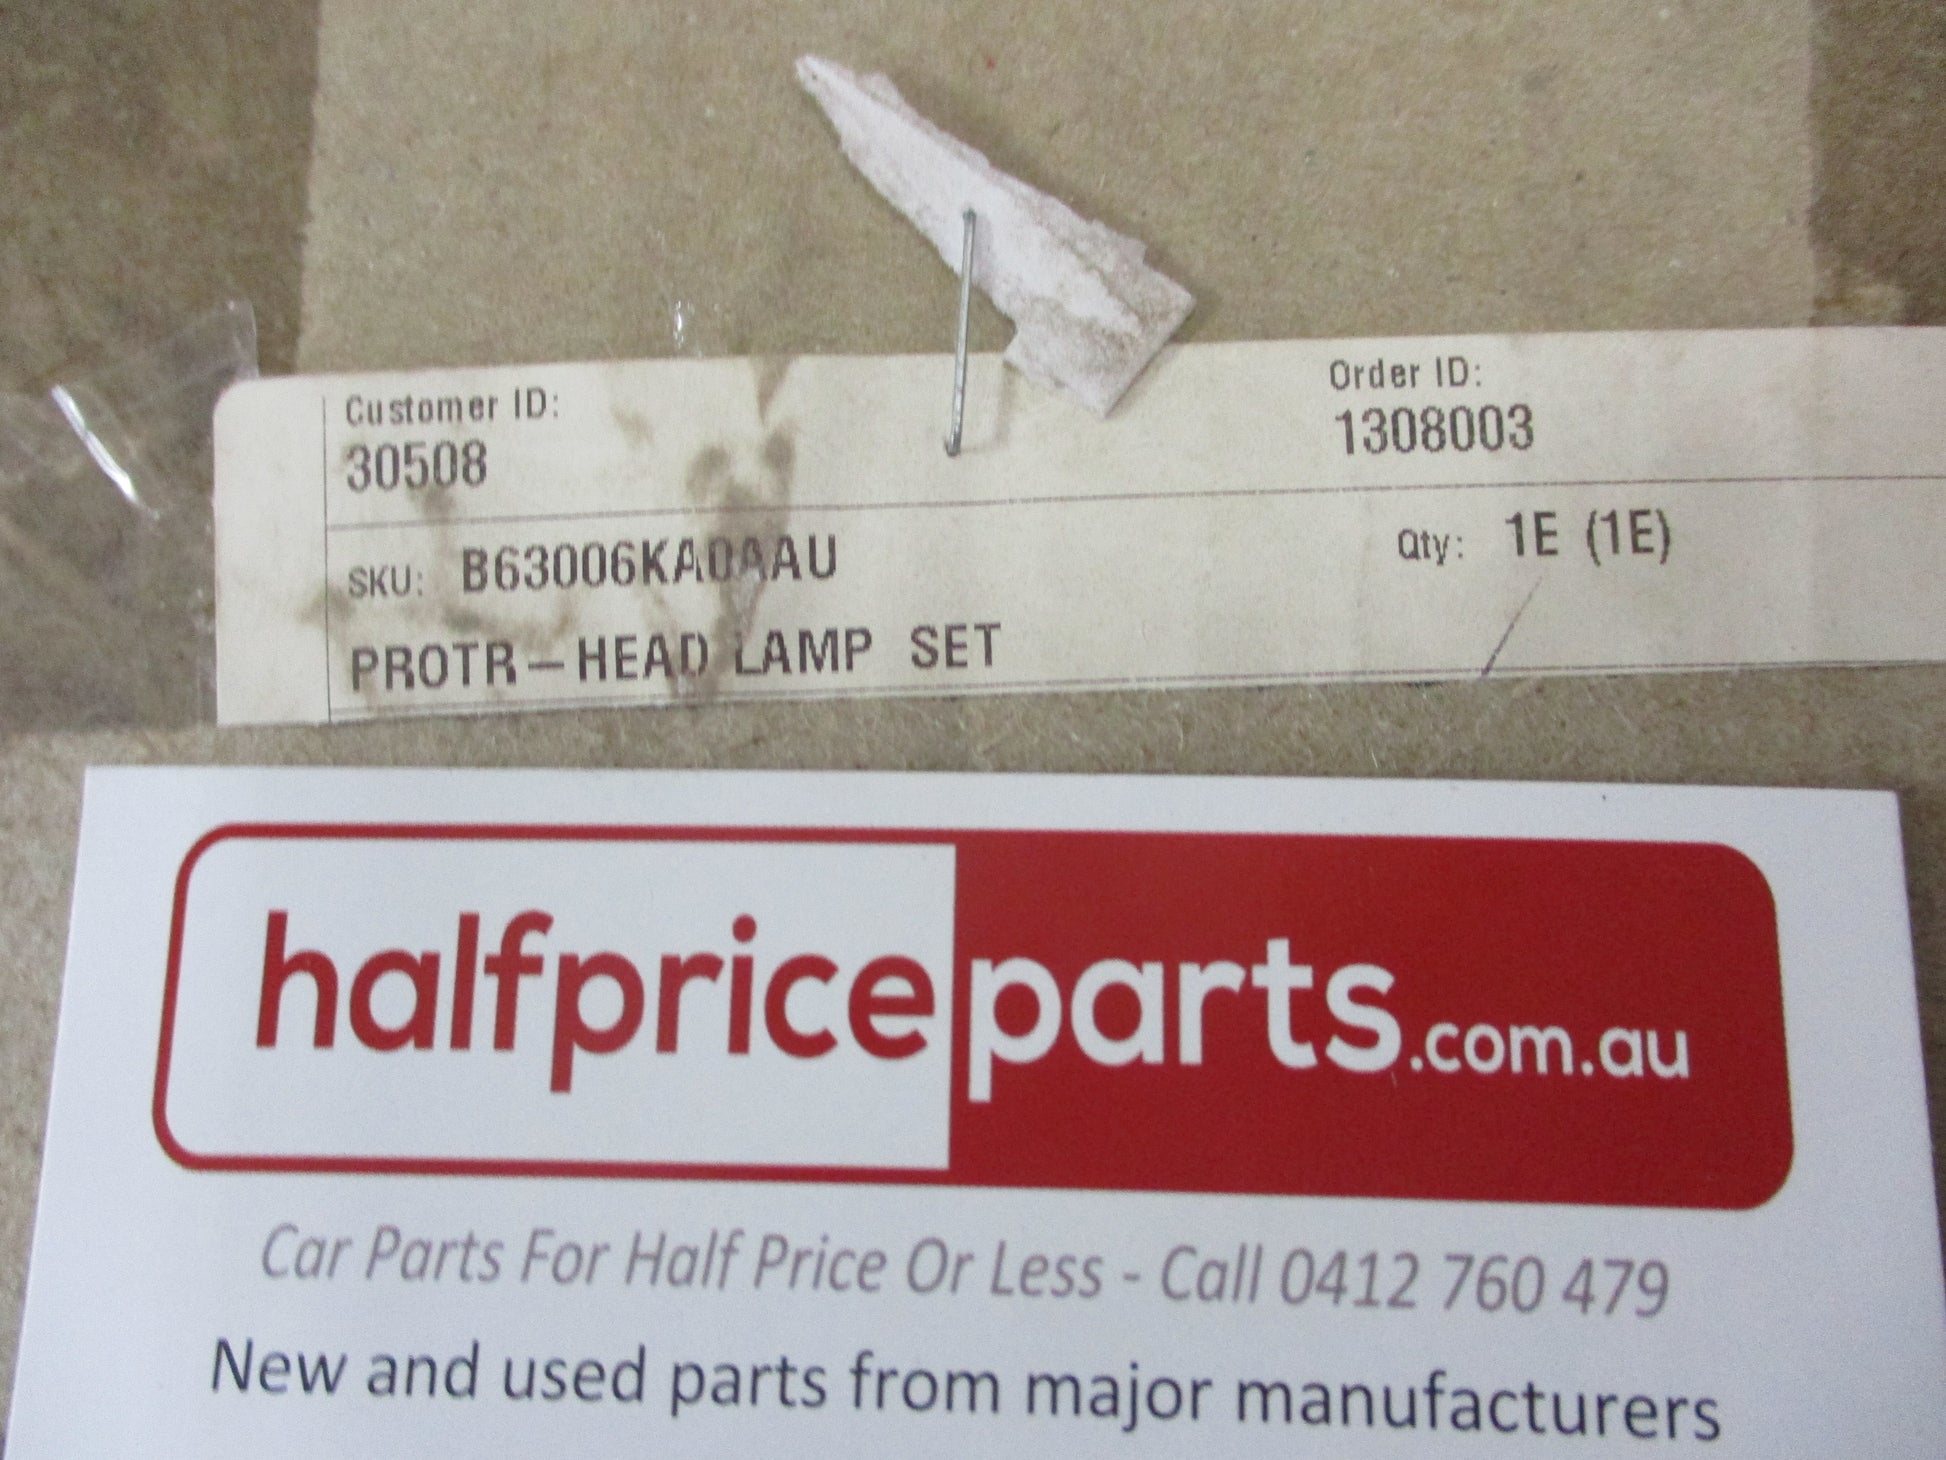 Customer ID:
30508
Order ID:
1308003
SKU: B63006KA0AAU
Qty: 1E (1E)
PROTR-HEAD LAMP SET
halfpriceparts.com.au
Car Parts For Half Price Or Less - Call 0412 760 479
New and used parts from major manufacturers